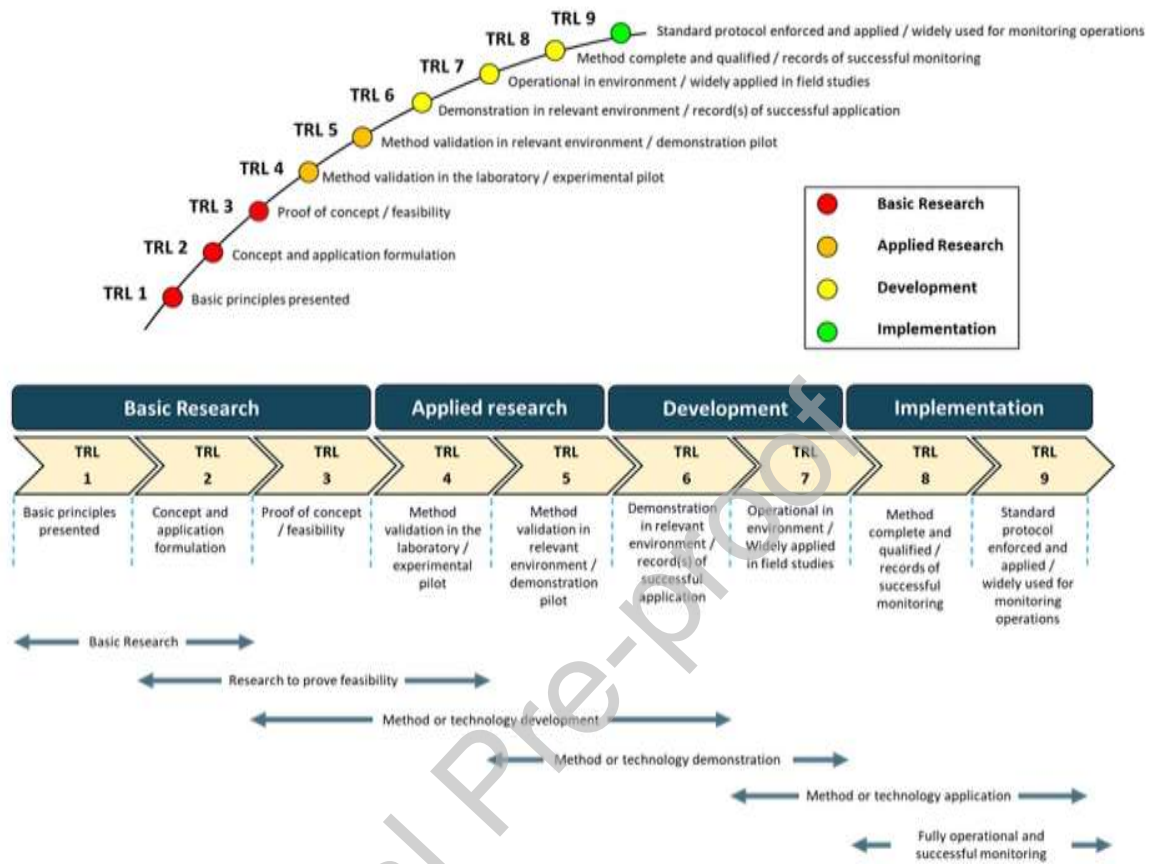 TRL 9
Standard protocol enforced and applied / widely used for monitoring operations
TRL 8
Method complete and qualified / records of successful monitoring
TRL 7
Operational in environment / widely applied in field studies
TRL 6
Demonstration in relevant environment / record(s) of successful application
TRL 5
Method validation in relevant environment / demonstration pilot
TRL 4
Method validation in the laboratory / experimental pilot
TRL 3
Proof of concept / feasibility
TRL 2
Concept and application formulation
TRL 1
Basic principles presented
Basic Research
Applied Research
Development
Implementation
Basic Research
Applied research
Development
Implementation
TRL
1
TRL
2
TRL
3
TRL
4
TRL
5
TRL
6
TRL
7
TRL
8
TRL
9
Basic principles
presented
Concept and
application
formulation
Proof of concept
/ feasibility
Method
validation in the
laboratory /
experimental
pilot
Method
validation in
relevant
environment /
demonstration
pilot
Demonstration
in relevant
environment /
record(s) of
successful
application
Operational in
environment /
Widely applied
in field studies
Method
complete and
qualified /
records of
successful
monitoring
Standard
protocol
enforced and
applied /
widely used for
monitoring
operations
Basic Research
Research to prove feasibility
Method or technology development
Method or technology demonstration
Method or technology application
Fully operational and
successful monitoring
Pre-proof